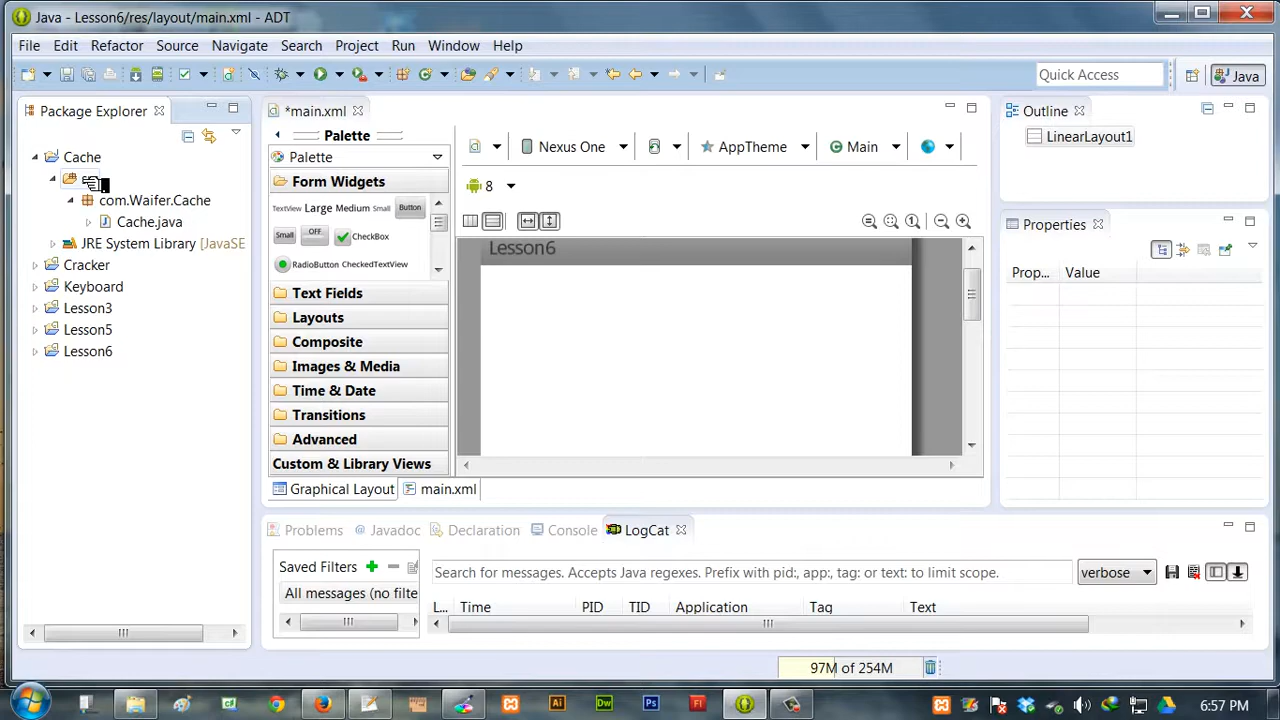 Java - Lesson6/res/layout/main.xml - ADT
File Edit Refactor Source Navigate Search Project Run Window Help
Quick Access
Java
Package Explorer
*main.xml
Outline
Palette
Cache
Palette
Nexus One
AppTheme
Main
LinearLayout1
Form Widgets
8
com.Waifer.Cache
TextView Large Medium Small Button
Cache.java
Small OFF CheckBox
Properties
JRE System Library [JavaSE
Lesson6
Cracker
RadioButton CheckedTextView
Prop... Value
Keyboard
Text Fields
Lesson3
Layouts
Lesson5
Composite
Lesson6
Images & Media
Time & Date
Transitions
Advanced
Custom & Library Views
Graphical Layout main.xml
Problems @ Javadoc Declaration Console LogCat
Saved Filters
Search for messages. Accepts Java regexes. Prefix with pid:, app:, tag: or text: to limit scope.
verbose
All messages (no filte
L... Time PID TID Application Tag Text
97M of 254M
Ai Dw Ps Fl
6:57 PM